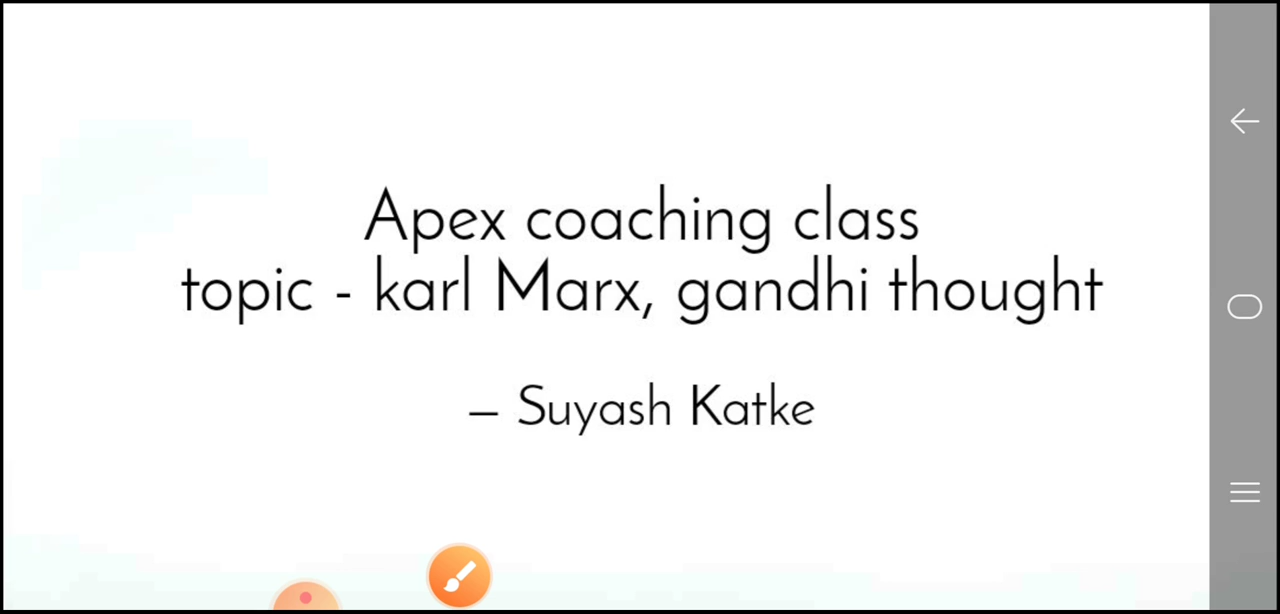 Apex coaching class
topic - karl Marx, gandhi thought
– Suyash Katke